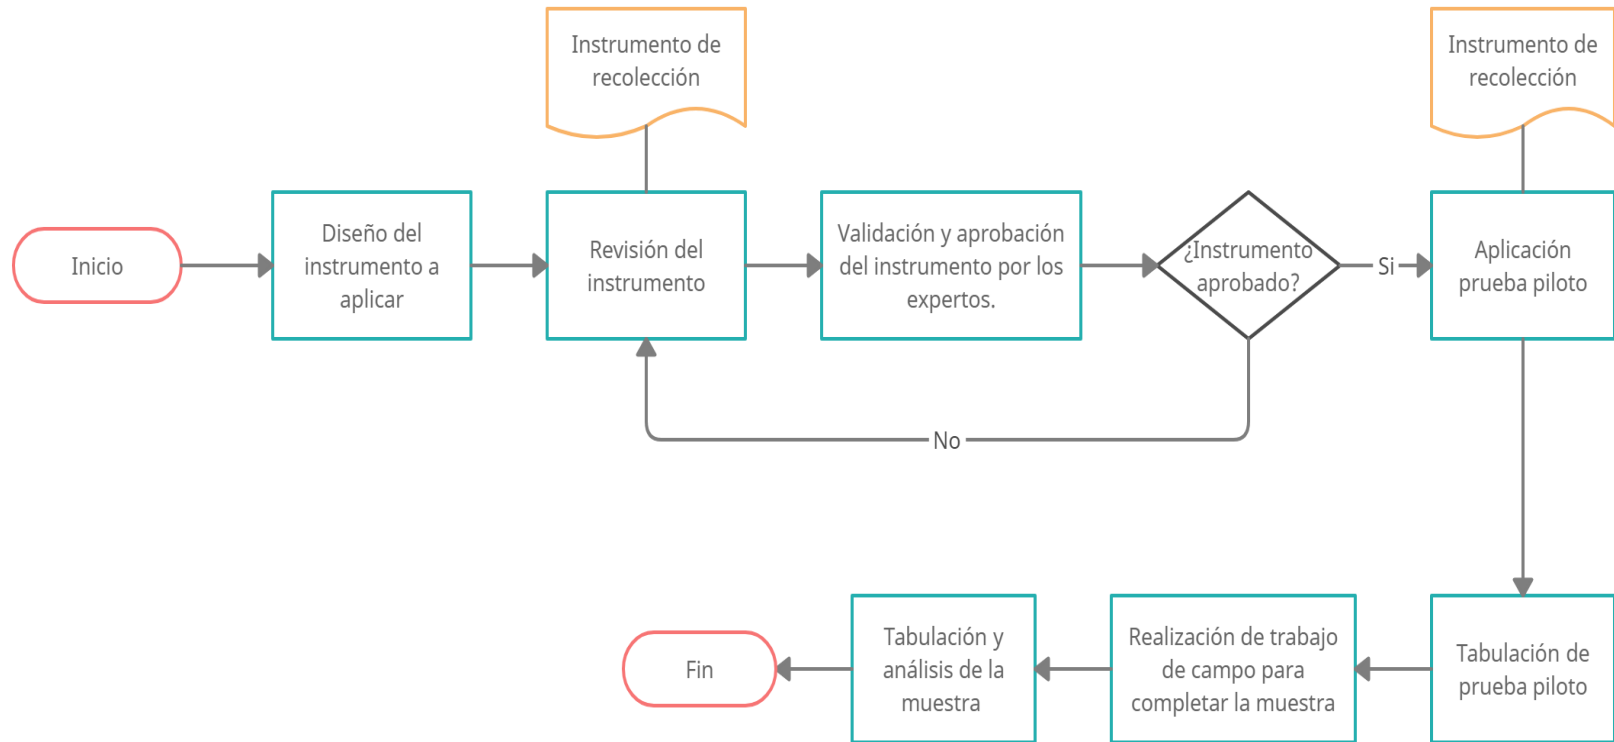 Instrumento de
recolección
Instrumento de
recolección
Inicio
Diseño del
instrumento a
aplicar
Revisión del
instrumento
Validación y aprobación
del instrumento por los
expertos.
¿Instrumento
aprobado?
Si
Aplicación
prueba piloto
No
Fin
Tabulación y
análisis de la
muestra
Realización de trabajo
de campo para
completar la muestra
Tabulación de
prueba piloto